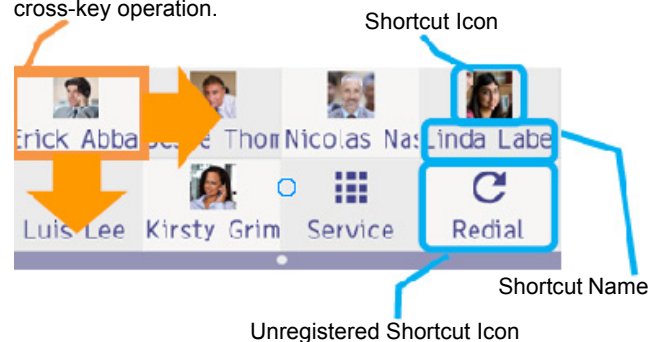 cross-key operation.
Shortcut Icon
Erick Abba
Thom
Nicolas Nas
Linda Labe
Luis Lee
Kirsty Grim
Service
Redial
Shortcut Name
Unregistered Shortcut Icon